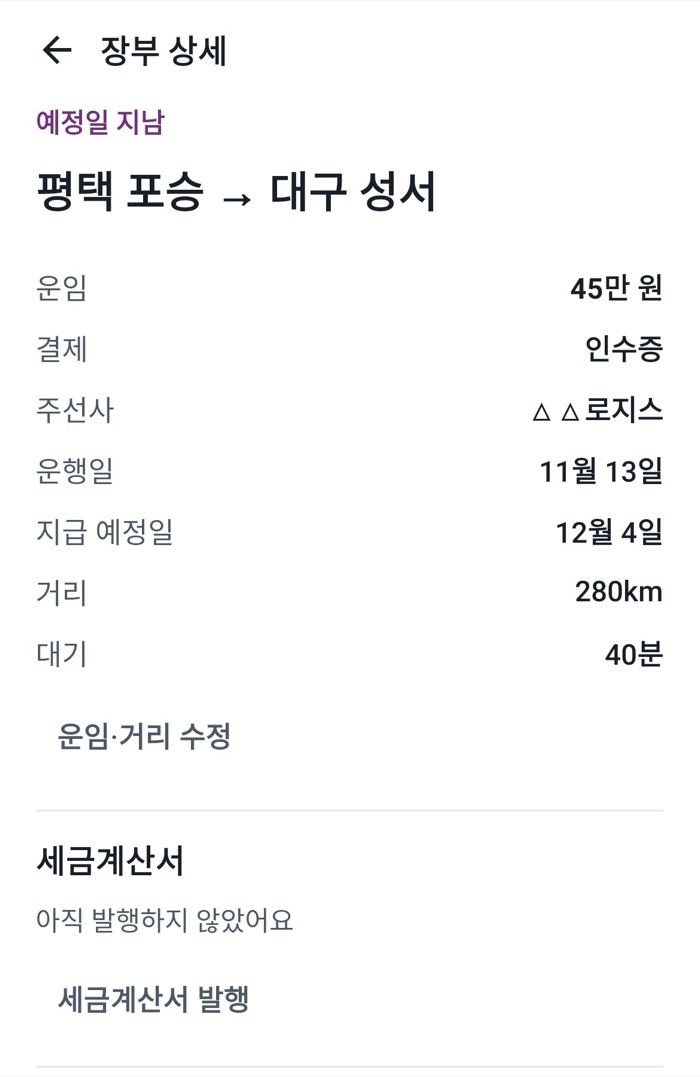 ← 장부 상세
예정일 지남
평택 포승 → 대구 성서
운임 45만 원
결제 인수증
주선사 △△로지스
운행일 11월 13일
지급 예정일 12월 4일
거리 280km
대기 40분
운임·거리 수정
세금계산서
아직 발행하지 않았어요
세금계산서 발행